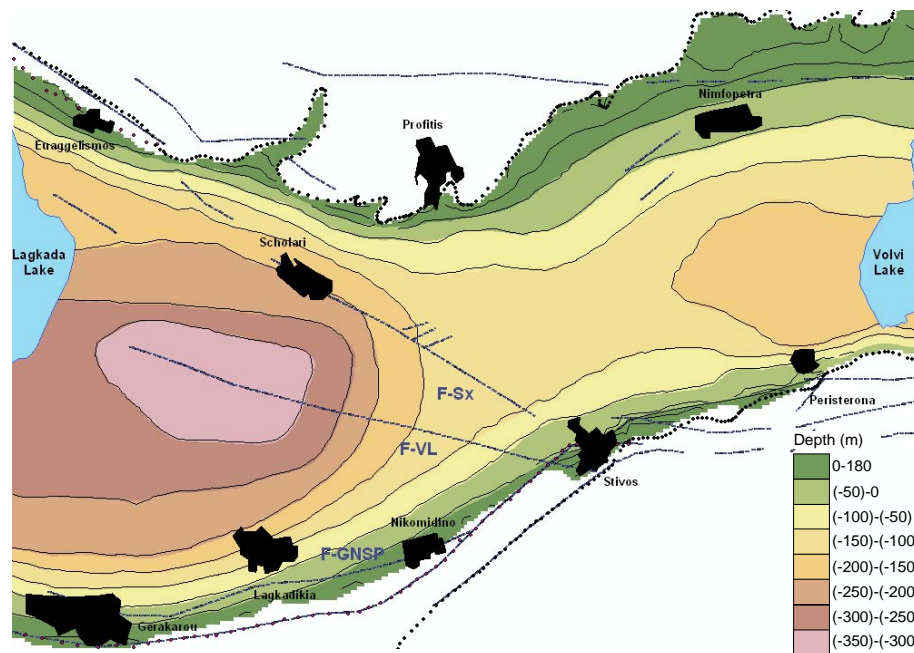 Nimfopetra
Profitis
Euaggelismos
Scholari
Lagkada
Lake
Volvi
Lake
F-Sx
Peristerona
F-VL
Stivos
Nikomidino
F-GNSP
Lagkadikia
Gerakarou
Depth (m)
0-180
(-50)-0
(-100)-(-50)
(-150)-(-100
(-200)-(-150
(-250)-(-200
(-300)-(-250
(-350)-(-300